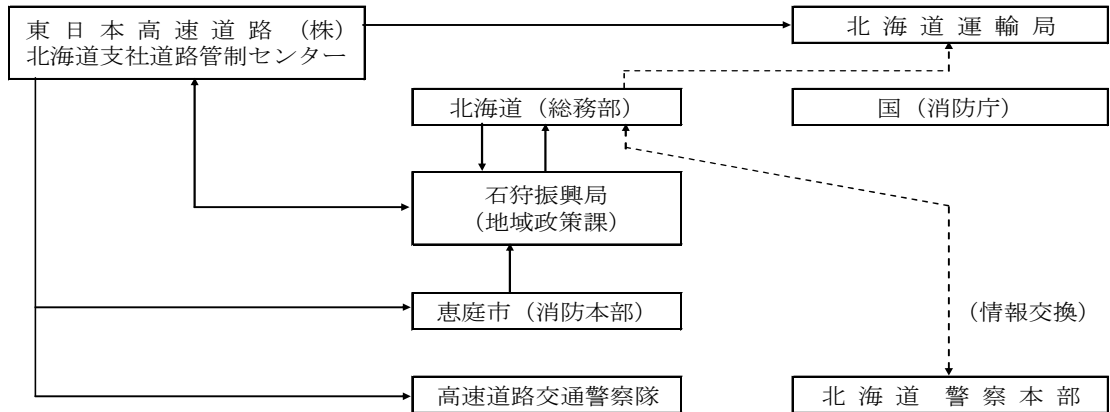 東日本高速道路（株）
北海道支社道路管制センター
北海道運輸局
北海道（総務部）
国（消防庁）
石狩振興局
（地域政策課）
恵庭市（消防本部）
（情報交換）
高速道路交通警察隊
北海道 警察本部